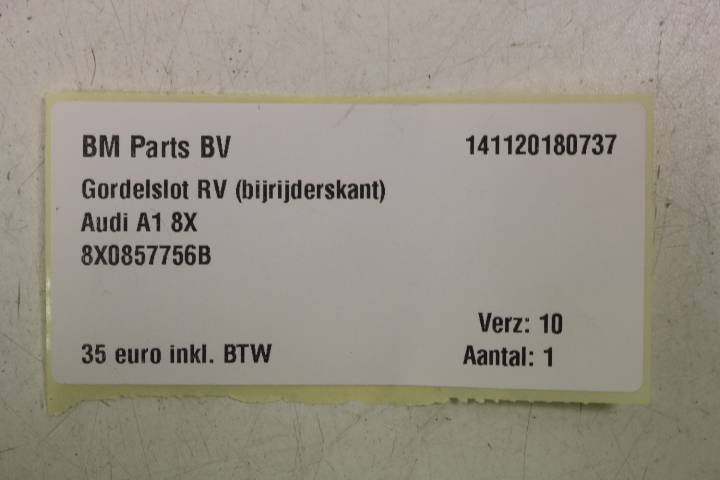 BM Parts BV 141120180737
Gordelslot RV (bijrijderskant)
Audi A1 8X
8X0857756B
Verz: 10
35 euro inkl. BTW Aantal: 1